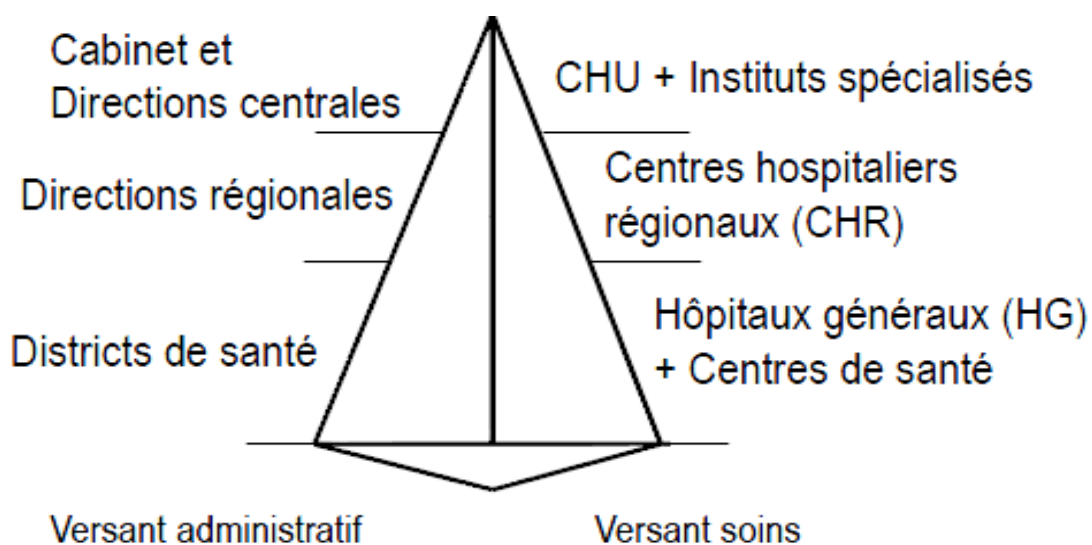 Cabinet et
Directions centrales
CHU + Instituts spécialisés
Directions régionales
Centres hospitaliers
régionaux (CHR)
Districts de santé
Hôpitaux généraux (HG)
+ Centres de santé
Versant administratif
Versant soins